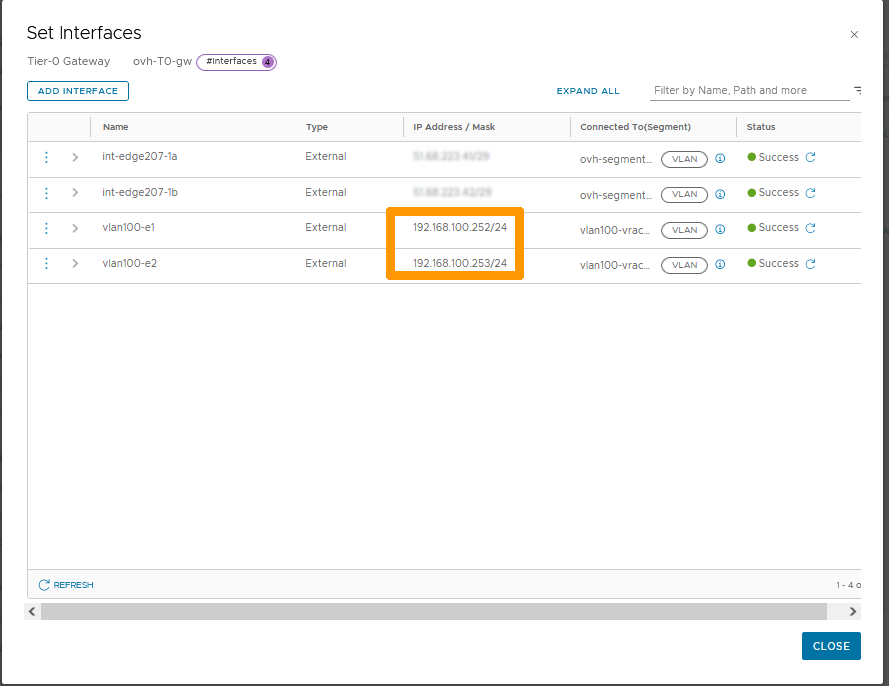 Set Interfaces
Tier-0 Gateway ovh-T0-gw #Interfaces 4
ADD INTERFACE EXPAND ALL Filter by Name, Path and more
Name Type IP Address / Mask Connected To(Segment) Status
int-edge207-1a External ovh-segment... VLAN Success
int-edge207-1b External ovh-segment... VLAN Success
vlan100-e1 External 192.168.100.252/24 vlan100-vrac... VLAN Success
vlan100-e2 External 192.168.100.253/24 vlan100-vrac... VLAN Success
REFRESH 1 - 4 o
CLOSE